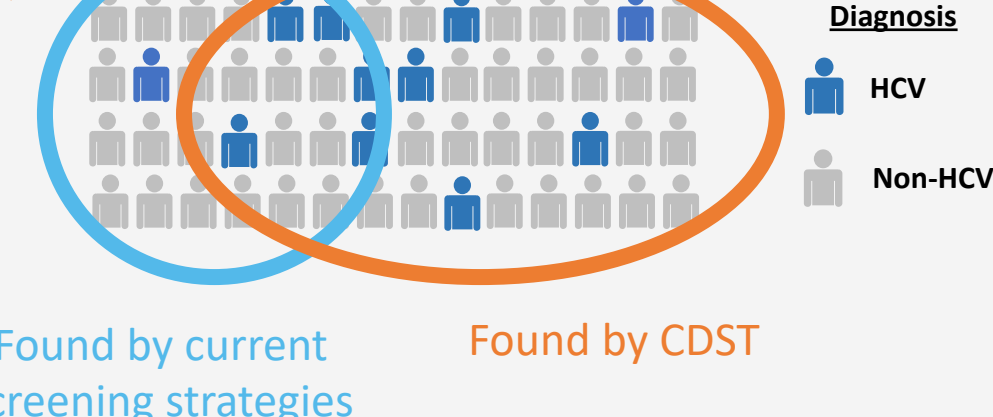 Diagnosis
HCV
Non-HCV
Found by current
creening strategies
Found by CDST